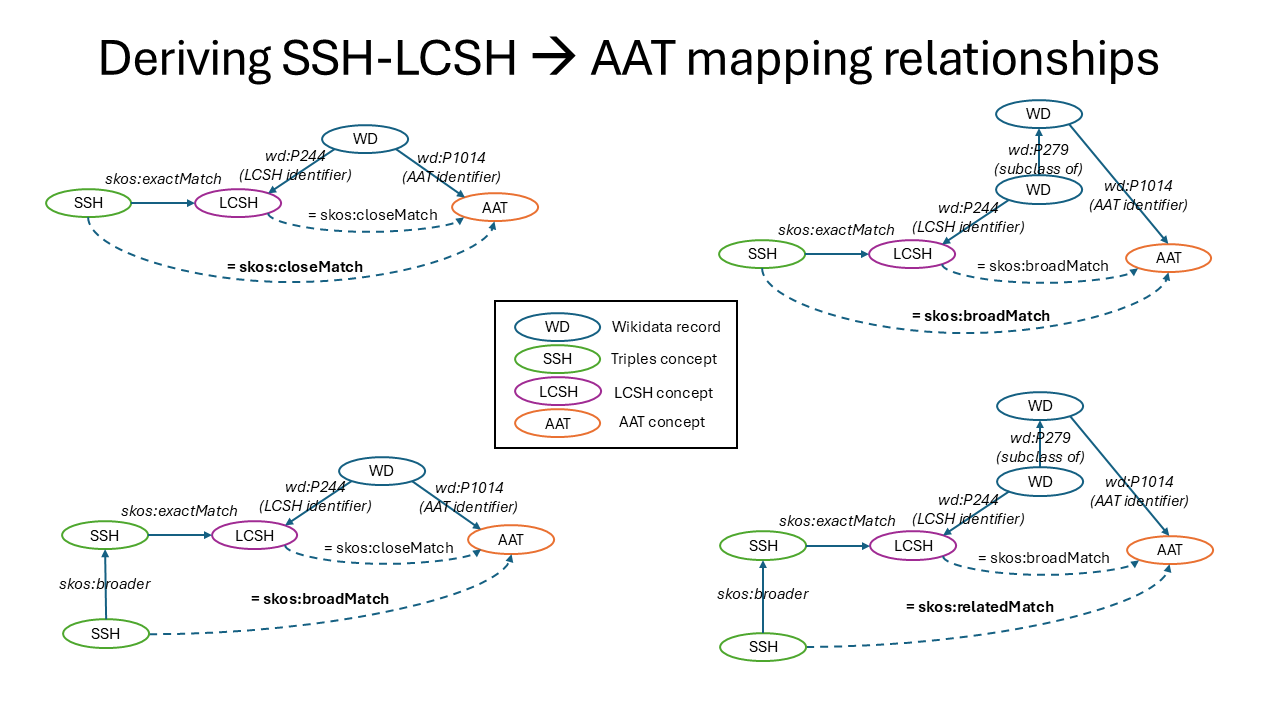 Deriving SSH-LCSH → AAT mapping relationships
WD
wd:P244
(LCSH identifier)
wd:P1014
(AAT identifier)
skos:exactMatch
SSH
LCSH
AAT
= skos:closeMatch
= skos:closeMatch
WD
wd:P279
(subclass of)
WD
wd:P1014
(AAT identifier)
wd:P244
(LCSH identifier)
skos:exactMatch
SSH
LCSH
AAT
= skos:broadMatch
= skos:broadMatch
WD Wikidata record
SSH Triples concept
LCSH LCSH concept
AAT AAT concept
WD
wd:P244
(LCSH identifier)
wd:P1014
(AAT identifier)
skos:exactMatch
SSH
LCSH
AAT
= skos:closeMatch
skos:broader
= skos:broadMatch
SSH
WD
wd:P279
(subclass of)
WD
wd:P1014
(AAT identifier)
wd:P244
(LCSH identifier)
skos:exactMatch
SSH
LCSH
AAT
= skos:broadMatch
skos:broader
= skos:relatedMatch
SSH